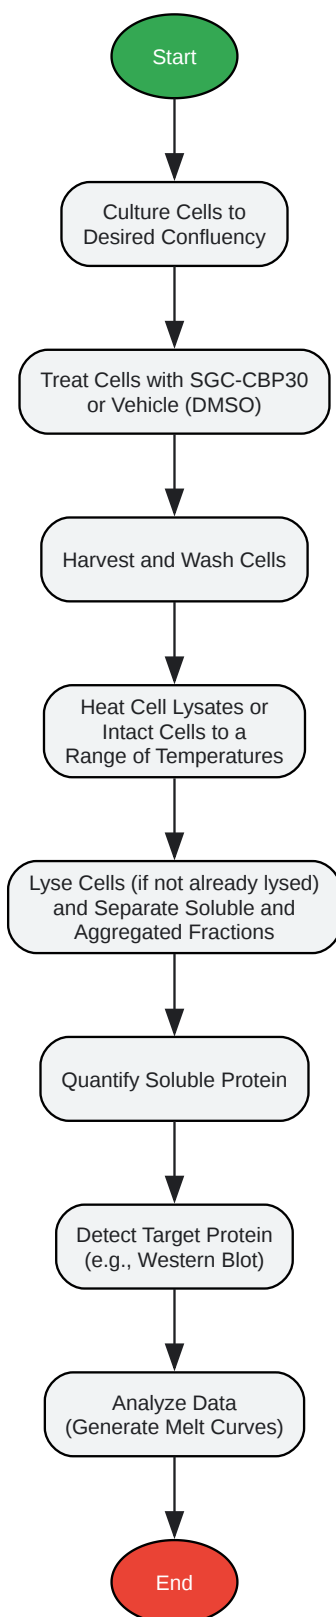 Start
Culture Cells to
Desired Confluency
Treat Cells with SGC-CBP30
or Vehicle (DMSO)
Harvest and Wash Cells
Heat Cell Lysates or
Intact Cells to a
Range of Temperatures
Lyse Cells (if not already lysed)
and Separate Soluble and
Aggregated Fractions
Quantify Soluble Protein
Detect Target Protein
(e.g., Western Blot)
Analyze Data
(Generate Melt Curves)
End